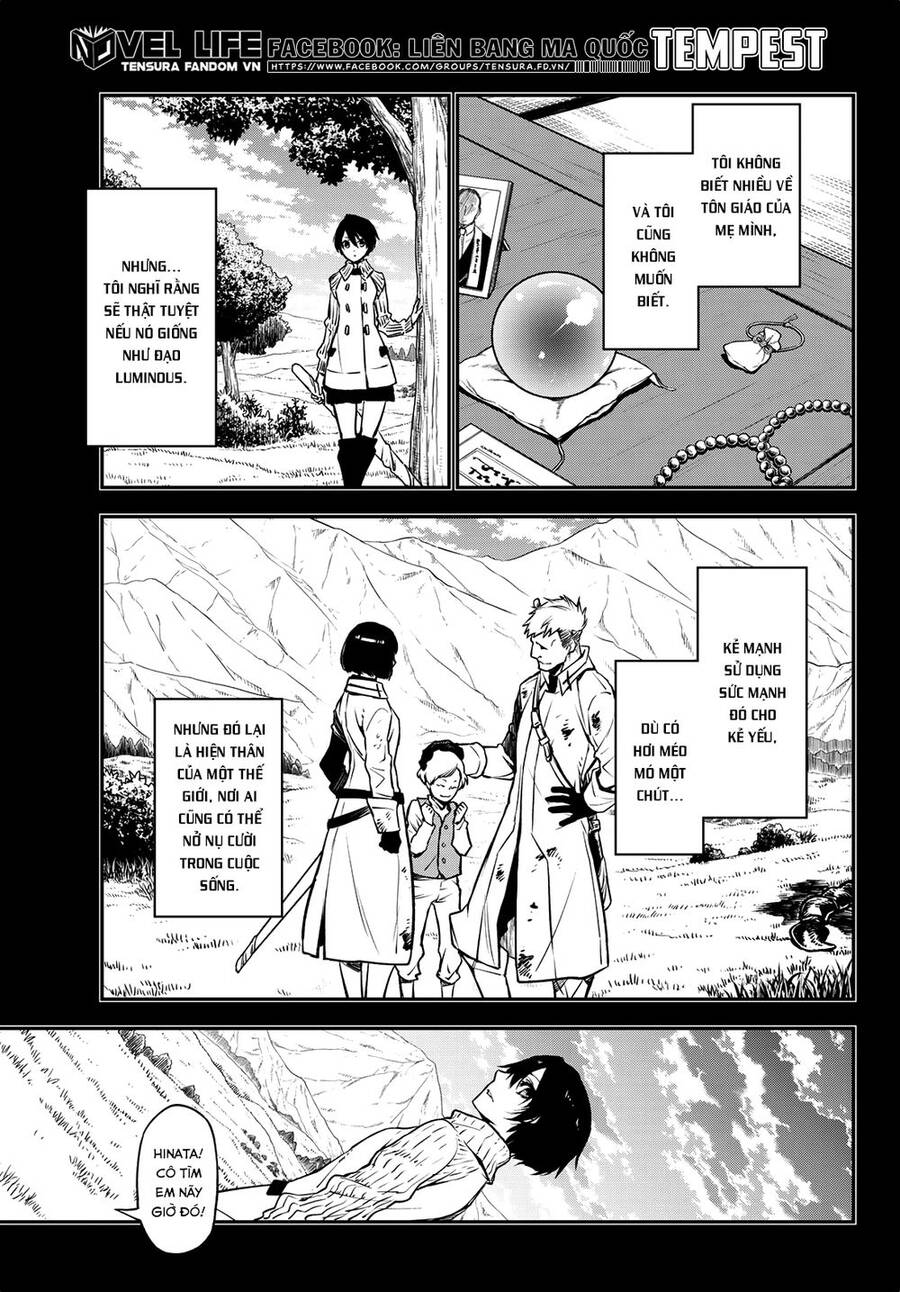 NOVEL LIFE
TENSURA FANDOM VN
FACEBOOK: LIÊN BANG MA QUỐC
HTTPS://WWW.FACEBOOK.COM/GROUPS/TENSURA.FD.VN/
TEMPEST
TÔI KHÔNG
BIẾT NHIỀU VỀ
TÔN GIÁO CỦA
MẸ MÌNH,
VÀ TÔI
CŨNG
KHÔNG
MUỐN
BIẾT.
NHƯNG...
TÔI NGHĨ RẰNG
SẼ THẬT TUYỆT
NẾU NÓ GIỐNG
NHƯ ĐẠO
LUMINOUS.
KẺ MẠNH
SỬ DỤNG
SỨC MẠNH
ĐÓ CHO
KẺ YẾU,
DÙ CÓ
HƠI MÉO
MÓ MỘT
CHÚT...
NHƯNG ĐÓ LẠI
LÀ HIỆN THÂN
CỦA MỘT THẾ
GIỚI, NƠI AI
CŨNG CÓ THỂ
NỞ NỤ CƯỜI
TRONG CUỘC
SỐNG.
HINATA!
CÔ TÌM
EM NÃY
GIỜ ĐÓ!